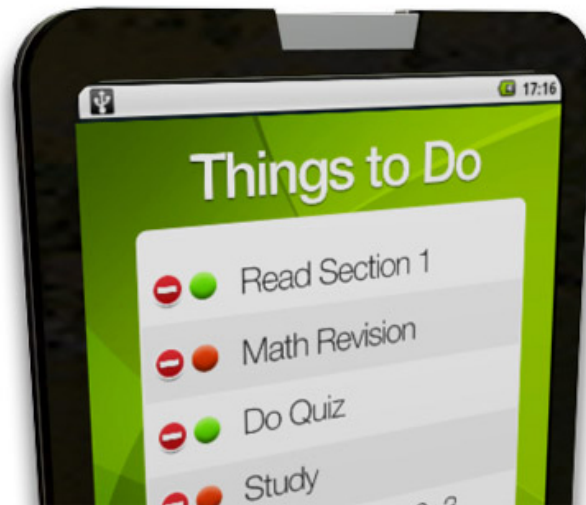 17:16
Things to Do
Read Section 1
Math Revision
Do Quiz
Study